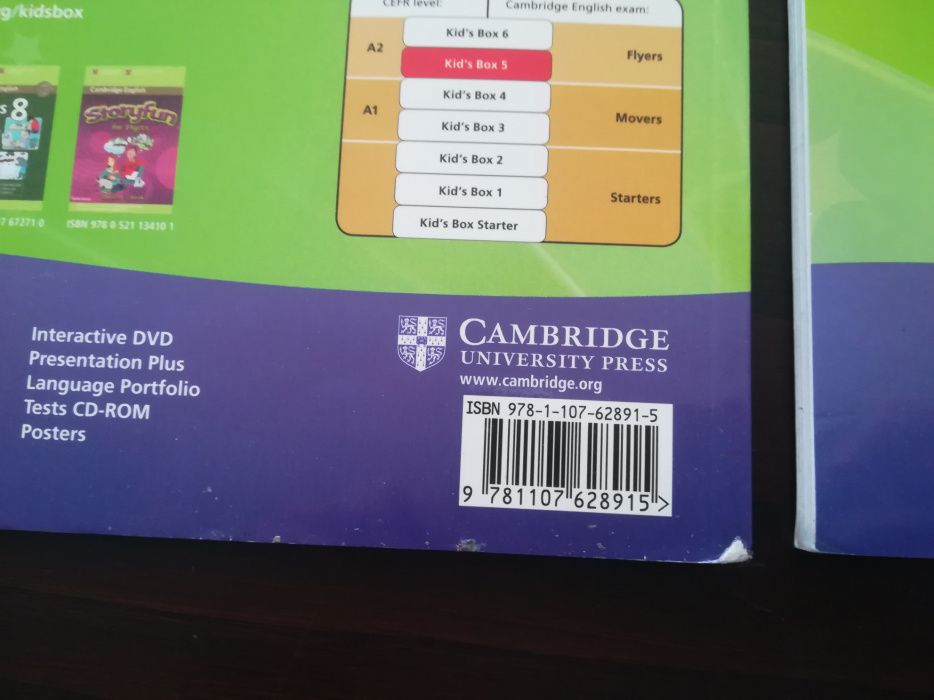 g/kidsbox
CEFR level:
Cambridge English exam:
Kid's Box 6
A2
Flyers
Kid's Box 5
Kid's Box 4
A1
Movers
Kid's Box 3
Kid's Box 2
Kid's Box 1
Starters
Kid's Box Starter
s 8
Cambridge English
Storyfun
for Flyers
7 67271 0
ISBN 978 0 521 13410 1
Interactive DVD
Presentation Plus
Language Portfolio
Tests CD-ROM
Posters
CAMBRIDGE
UNIVERSITY PRESS
www.cambridge.org
ISBN 978-1-107-62891-5
9 781107 628915 >